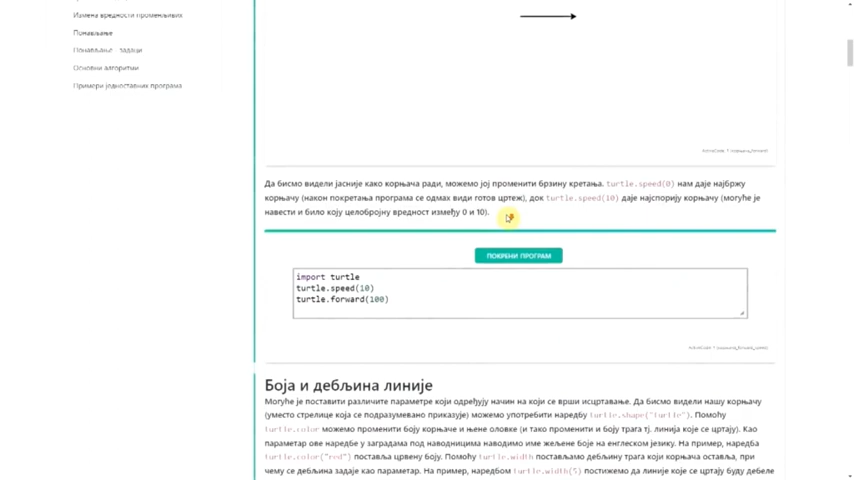 Измена вредности променљивих
Понављање
Понављање - задаци
Основни алгоритми
Примери једноставних програма
Да бисмо видели јасније како корњача ради, можемо јој променити брзину кретања. turtle.speed(0) нам даје најбржу
корњачу (након покретања програма се одмах види готов цртеж), док turtle.speed(10) даје најспорију корњачу (могуће је
навести и било коју целобројну вредност између 0 и 10).
ПОКРЕНИ ПРОГРАМ
import turtle
turtle.speed(10)
turtle.forward(100)
Боја и дебљина линије
Могуће је поставити различите параметре који одређују начин на који се врши исцртавање. Да бисмо видели нашу корњачу
(уместо стрелице која се подразумевано приказује) можемо употребити наредбу turtle.shape("turtle"). Помоћу
turtle.color можемо променити боју корњаче и њене оловке (и тако променити и боју трага тј. линија које се цртају). Као
параметар ове наредбе у заградама под наводницима наводимо име жељене боје на енглеском језику. На пример, наредба
turtle.color("red") поставља црвену боју. Помоћу turtle.width постављамо дебљину трага који корњача оставља, при
чему се дебљина задаје као параметар. На пример, наредбом turtle.width(5) постижемо да линије које се цртају буду дебеле